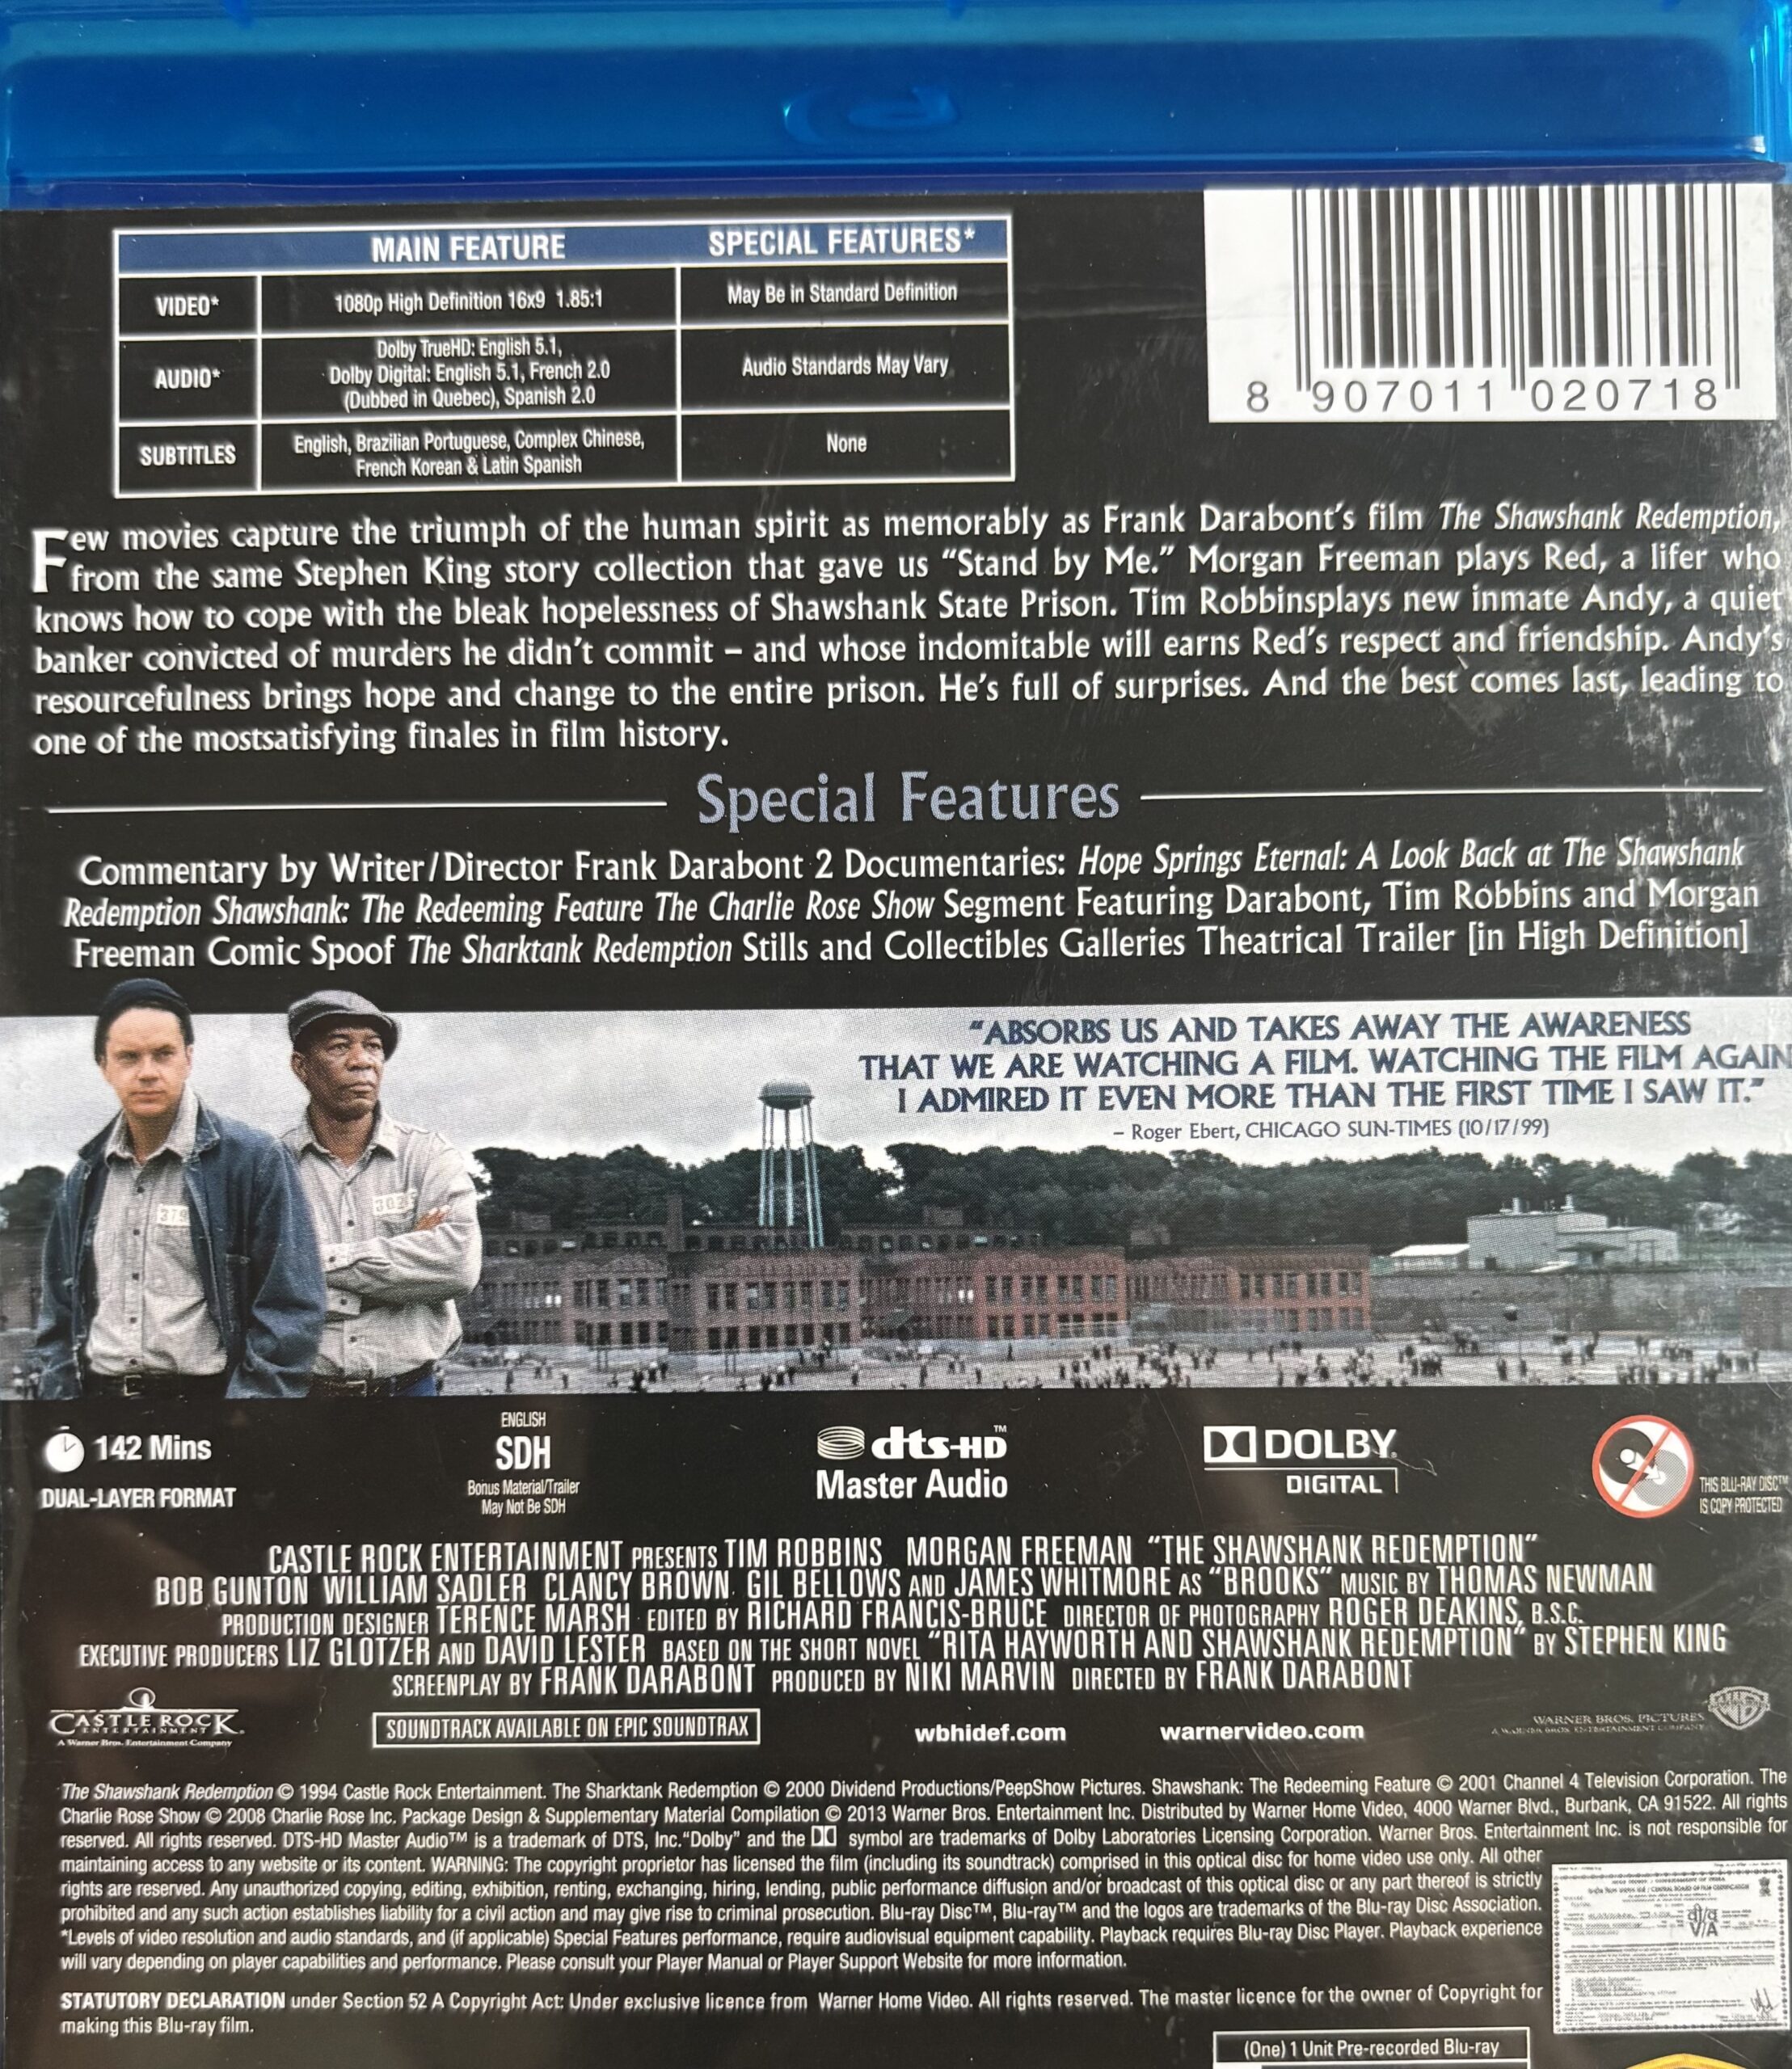 MAIN FEATURE SPECIAL FEATURES*
VIDEO* 1080p High Definition 16x9 1.85:1 May Be in Standard Definition
AUDIO* Dolby TrueHD: English 5.1,
Dolby Digital: English 5.1, French 2.0
(Dubbed in Quebec), Spanish 2.0
Audio Standards May Vary
SUBTITLES English, Brazilian Portuguese, Complex Chinese,
French Korean & Latin Spanish
None
8 907011 020718
Few movies capture the triumph of the human spirit as memorably as Frank Darabont's film The Shawshank Redemption,
from the same Stephen King story collection that gave us “Stand by Me.” Morgan Freeman plays Red, a lifer who
knows how to cope with the bleak hopelessness of Shawshank State Prison. Tim Robbinsplays new inmate Andy, a quiet
banker convicted of murders he didn't commit – and whose indomitable will earns Red's respect and friendship. Andy's
resourcefulness brings hope and change to the entire prison. He's full of surprises. And the best comes last, leading to
one of the mostsatisfying finales in film history.
Special Features
Commentary by Writer/Director Frank Darabont 2 Documentaries: Hope Springs Eternal: A Look Back at The Shawshank
Redemption Shawshank: The Redeeming Feature The Charlie Rose Show Segment Featuring Darabont, Tim Robbins and Morgan
Freeman Comic Spoof The Sharktank Redemption Stills and Collectibles Galleries Theatrical Trailer [in High Definition]
“ABSORBS US AND TAKES AWAY THE AWARENESS
THAT WE ARE WATCHING A FILM. WATCHING THE FILM AGAIN
I ADMIRED IT EVEN MORE THAN THE FIRST TIME I SAW IT.”
– Roger Ebert, CHICAGO SUN-TIMES (10/17/99)
142 Mins
DUAL-LAYER FORMAT
ENGLISH
SDH
Bonus Material/Trailer
May Not Be SDH
dts-HD™
Master Audio
DOLBY
DIGITAL
THIS BLU-RAY DISC™
IS COPY PROTECTED
CASTLE ROCK ENTERTAINMENT PRESENTS TIM ROBBINS MORGAN FREEMAN “THE SHAWSHANK REDEMPTION”
BOB GUNTON WILLIAM SADLER CLANCY BROWN GIL BELLOWS AND JAMES WHITMORE AS “BROOKS” MUSIC BY THOMAS NEWMAN
PRODUCTION DESIGNER TERENCE MARSH EDITED BY RICHARD FRANCIS-BRUCE DIRECTOR OF PHOTOGRAPHY ROGER DEAKINS, B.S.C.
EXECUTIVE PRODUCERS LIZ GLOTZER AND DAVID LESTER BASED ON THE SHORT NOVEL “RITA HAYWORTH AND SHAWSHANK REDEMPTION” BY STEPHEN KING
SCREENPLAY BY FRANK DARABONT PRODUCED BY NIKI MARVIN DIRECTED BY FRANK DARABONT
CASTLE ROCK
ENTERTAINMENT
A Warner Bros. Entertainment Company
SOUNDTRACK AVAILABLE ON EPIC SOUNDTRAX
wbhidef.com
warnervideo.com
WARNER BROS. PICTURES
A WARNER BROS. ENTERTAINMENT COMPANY
The Shawshank Redemption © 1994 Castle Rock Entertainment. The Sharktank Redemption © 2000 Dividend Productions/PeepShow Pictures. Shawshank: The Redeeming Feature © 2001 Channel 4 Television Corporation. The
Charlie Rose Show © 2008 Charlie Rose Inc. Package Design & Supplementary Material Compilation © 2013 Warner Bros. Entertainment Inc. Distributed by Warner Home Video, 4000 Warner Blvd., Burbank, CA 91522. All rights
reserved. All rights reserved. DTS-HD Master Audio™ is a trademark of DTS, Inc.“Dolby” and the symbol are trademarks of Dolby Laboratories Licensing Corporation. Warner Bros. Entertainment Inc. is not responsible for
maintaining access to any website or its content. WARNING: The copyright proprietor has licensed the film (including its soundtrack) comprised in this optical disc for home video use only. All other
rights are reserved. Any unauthorized copying, editing, exhibition, renting, exchanging, hiring, lending, public performance diffusion and/or broadcast of this optical disc or any part thereof is strictly
prohibited and any such action establishes liability for a civil action and may give rise to criminal prosecution. Blu-ray Disc™, Blu-ray™ and the logos are trademarks of the Blu-ray Disc Association.
*Levels of video resolution and audio standards, and (if applicable) Special Features performance, require audiovisual equipment capability. Playback requires Blu-ray Disc Player. Playback experience
will vary depending on player capabilities and performance. Please consult your Player Manual or Player Support Website for more information.
STATUTORY DECLARATION under Section 52 A Copyright Act: Under exclusive licence from Warner Home Video. All rights reserved. The master licence for the owner of Copyright for
making this Blu-ray film.
वी/ए
V/A
(One) 1 Unit Pre-recorded Blu-ray